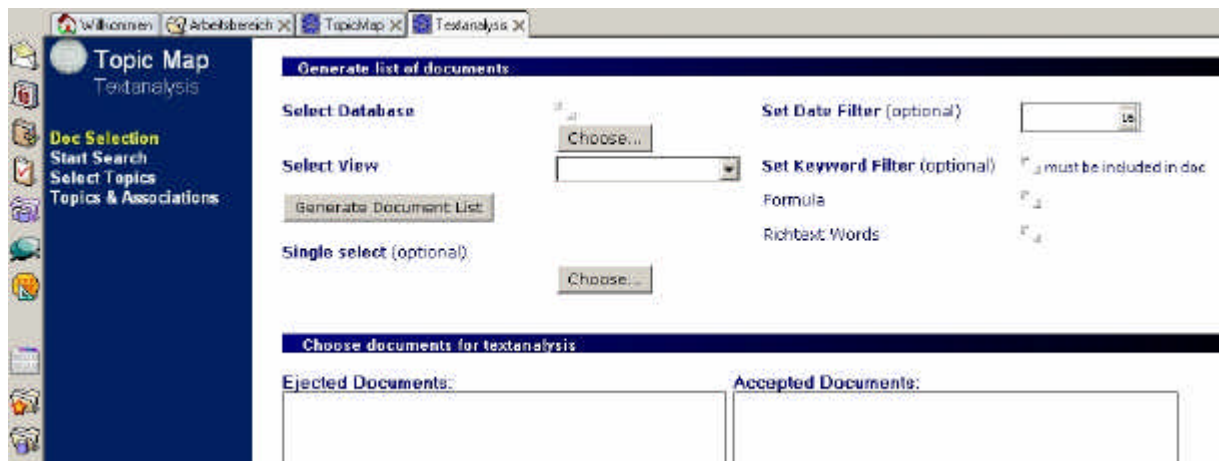 Willkommen Arbeitsbereich TopicMap Textanalysis
Topic Map
Textanalysis
Doc Selection
Start Search
Select Topics
Topics & Associations
Generate list of documents
Select Database
Choose...
Set Date Filter (optional)
16
Select View
Set Keyword Filter (optional)
must be included in doc
Generate Document List
Formula
Richtext Words
Single select (optional)
Choose...
Choose documents for textanalysis
Ejected Documents:
Accepted Documents: